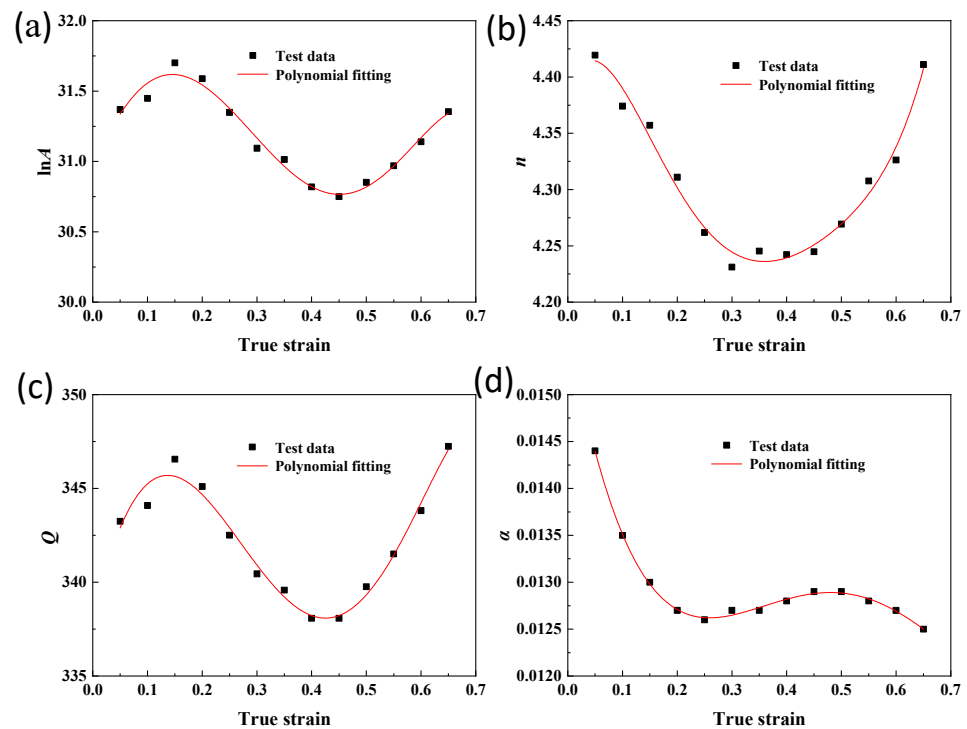 (a)
32.0
31.5
31.0
30.5
30.0
lnA
Test data
Polynomial fitting
0.0 0.1 0.2 0.3 0.4 0.5 0.6 0.7
True strain
(b)
4.45
4.40
4.35
4.30
4.25
4.20
n
Test data
Polynomial fitting
0.0 0.1 0.2 0.3 0.4 0.5 0.6 0.7
True strain
(c)
350
345
340
335
Q
Test data
Polynomial fitting
0.0 0.1 0.2 0.3 0.4 0.5 0.6 0.7
True strain
(d)
0.0150
0.0145
0.0140
0.0135
0.0130
0.0125
0.0120
α
Test data
Polynomial fitting
0.0 0.1 0.2 0.3 0.4 0.5 0.6 0.7
True strain